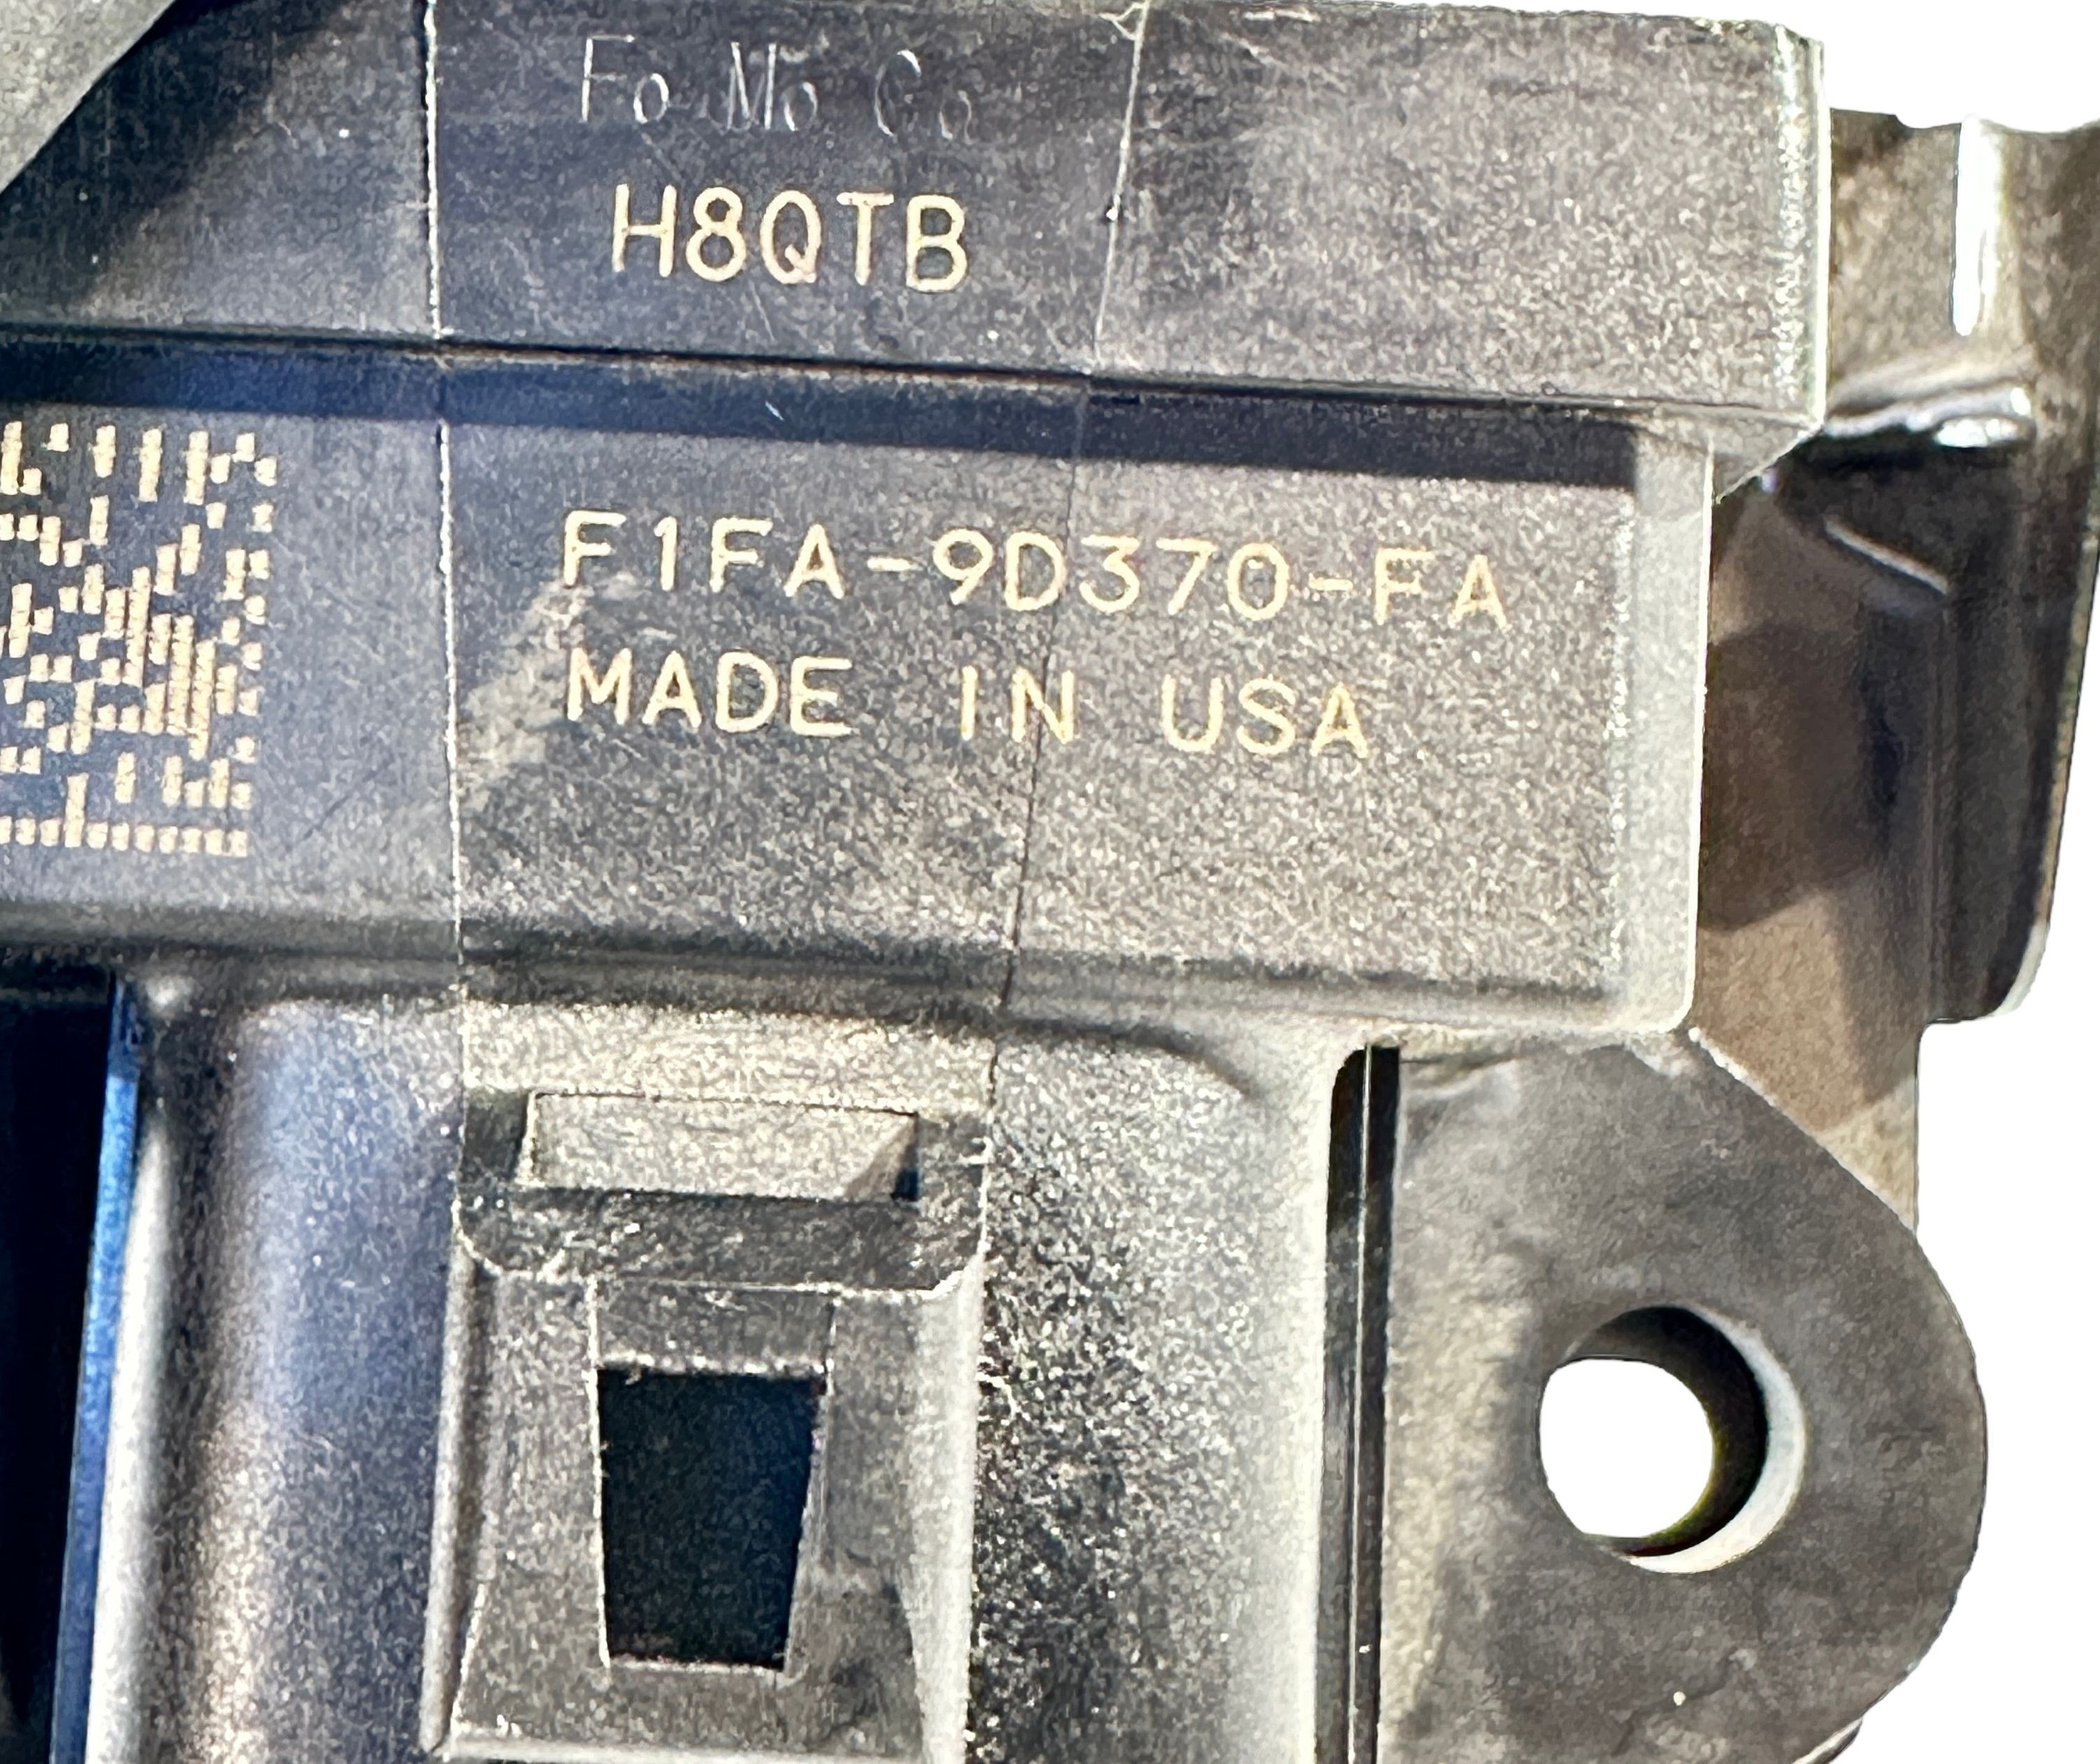 Fo Mo Co
H8QTB
F1FA-9D370-FA
MADE IN USA